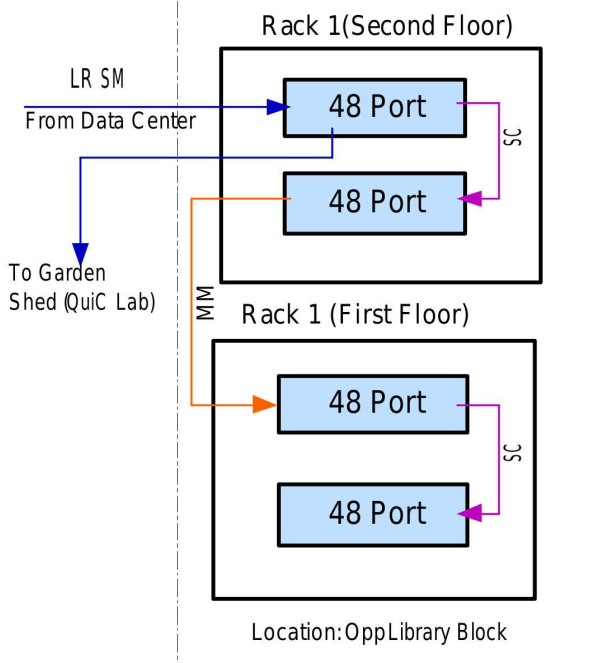 Rack 1(Second Floor)
LR SM
From Data Center
48 Port
SC
48 Port
To Garden
Shed (QuiC Lab)
MM
Rack 1 (First Floor)
48 Port
SC
48 Port
Location:Opp Library Block